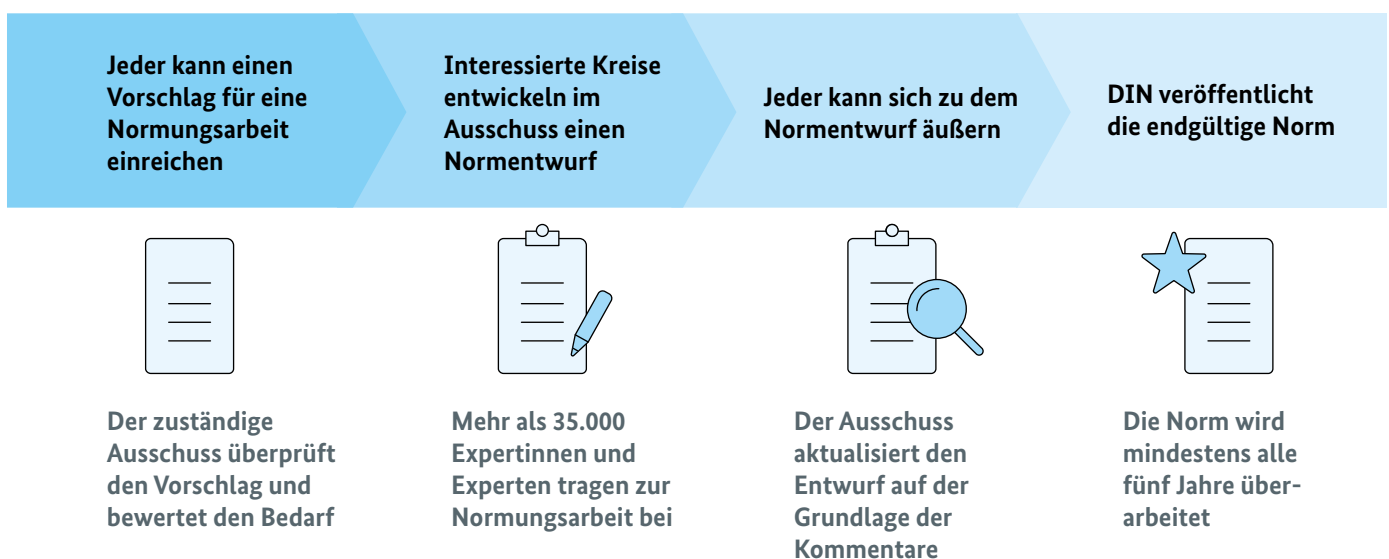 Jeder kann einen
Vorschlag für eine
Normungsarbeit
einreichen
Interessierte Kreise
entwickeln im
Ausschuss einen
Normentwurf
Jeder kann sich zu dem
Normentwurf äußern
DIN veröffentlicht
die endgültige Norm
Der zuständige
Ausschuss überprüft
den Vorschlag und
bewertet den Bedarf
Mehr als 35.000
Expertinnen und
Experten tragen zur
Normungsarbeit bei
Der Ausschuss
aktualisiert den
Entwurf auf der
Grundlage der
Kommentare
Die Norm wird
mindestens alle
fünf Jahre über-
arbeitet